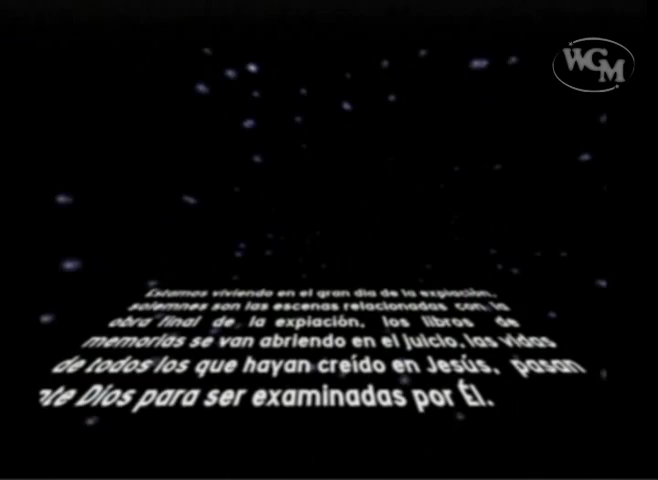 WGM
Estamos viviendo en el gran día de la expiación,
solemnes son las escenas relacionadas con la
obra final de la expiación, los libros de
memorias se van abriendo en el juicio, las vidas
de todos los que hayan creído en Jesús, pasan
Dios para ser examinadas por Él.